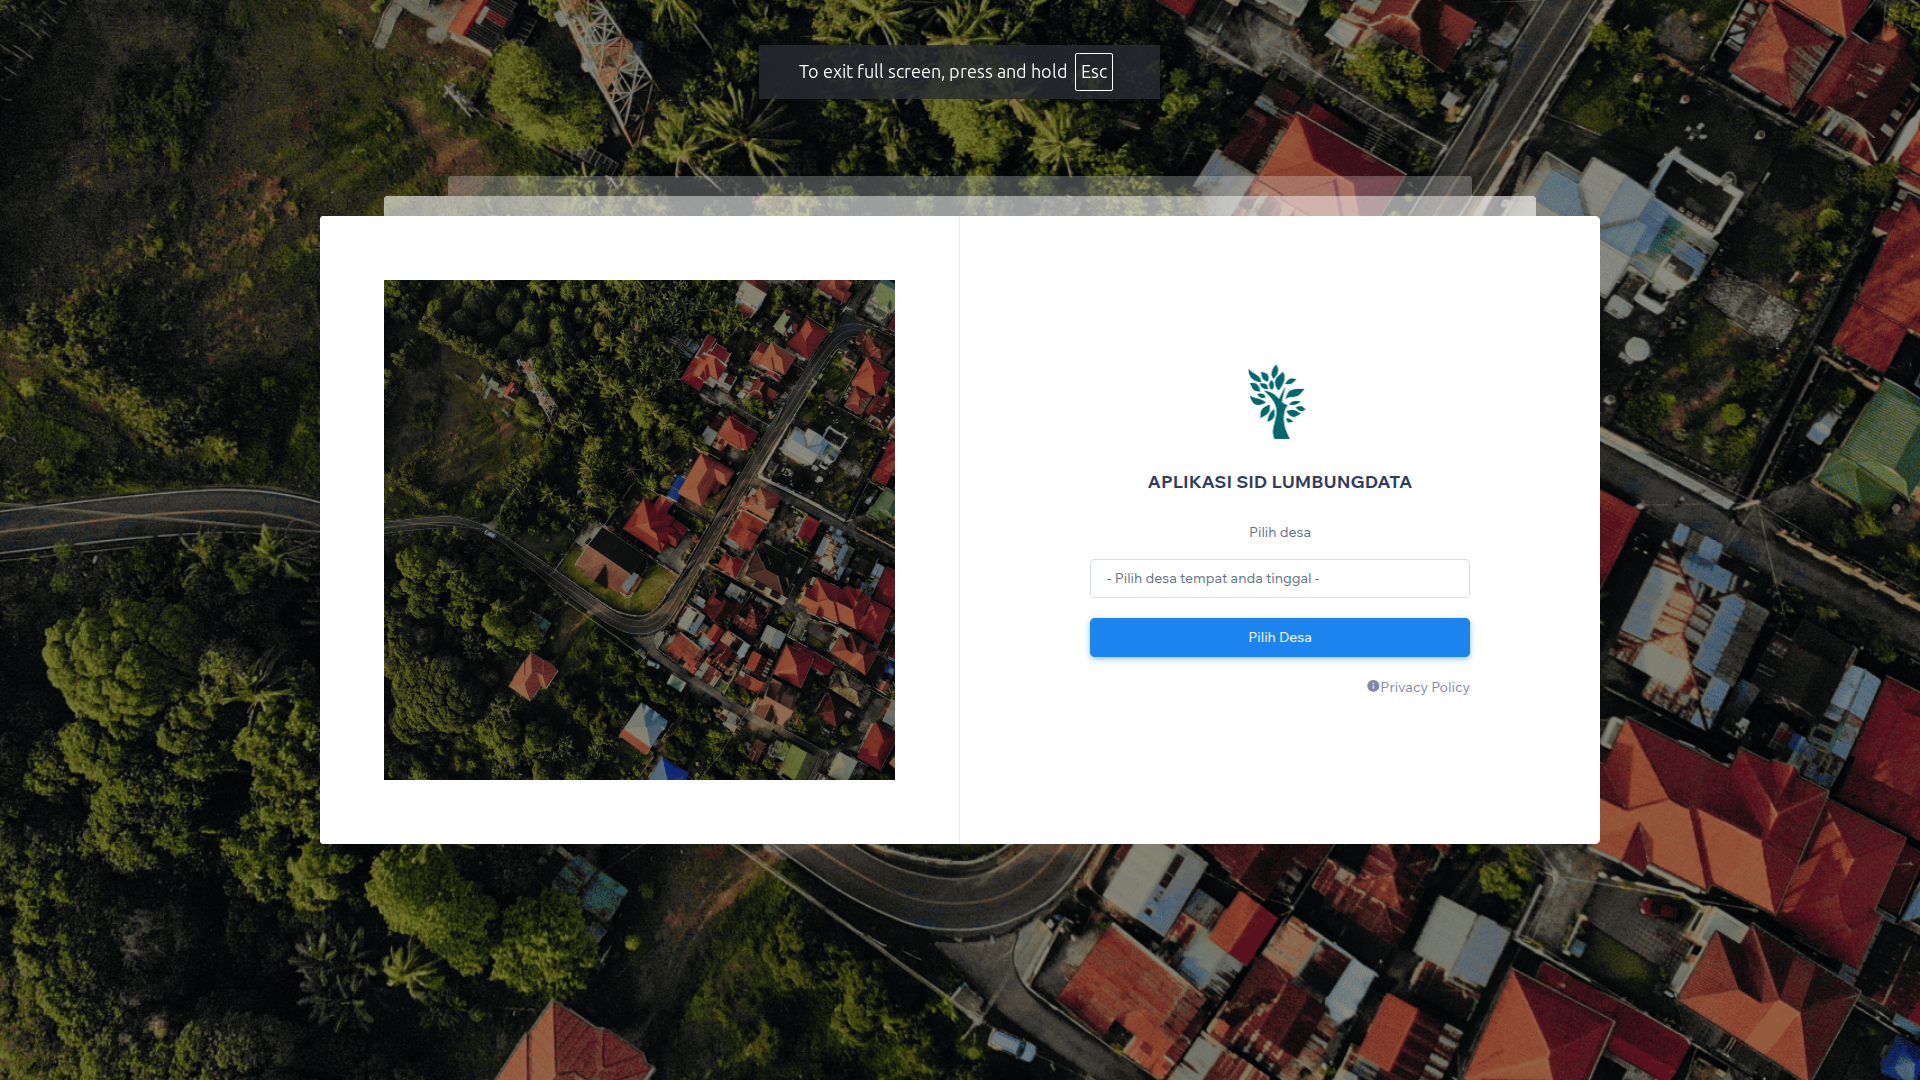 To exit full screen, press and hold Esc
APLIKASI SID LUMBUNGDATA
Pilih desa
- Pilih desa tempat anda tinggal -
Pilih Desa
Privacy Policy